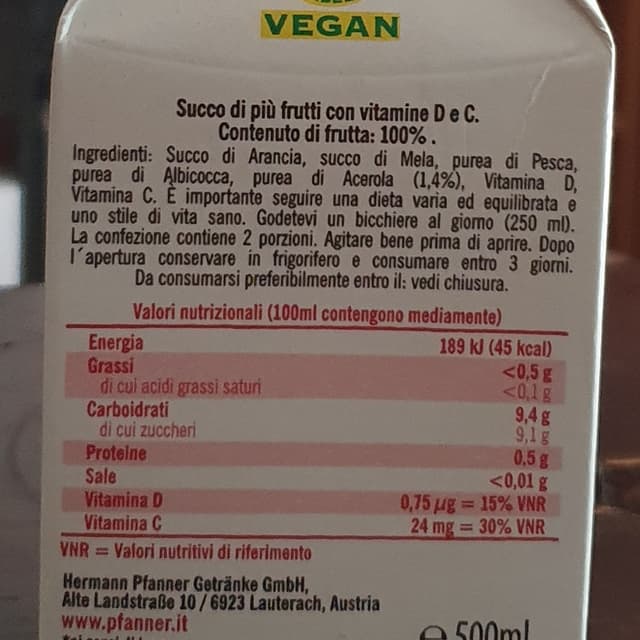 VEGAN
Succo di più frutti con vitamine D e C.
Contenuto di frutta: 100% .
Ingredienti: Succo di Arancia, succo di Mela, purea di Pesca,
purea di Albicocca, purea di Acerola (1,4%), Vitamina D,
Vitamina C. È importante seguire una dieta varia ed equilibrata e
uno stile di vita sano. Godetevi un bicchiere al giorno (250 ml).
La confezione contiene 2 porzioni. Agitare bene prima di aprire. Dopo
l´apertura conservare in frigorifero e consumare entro 3 giorni.
Da consumarsi preferibilmente entro il: vedi chiusura.
Valori nutrizionali (100ml contengono mediamente)
Energia 189 kJ (45 kcal)
Grassi <0,5 g
di cui acidi grassi saturi <0,1 g
Carboidrati 9,4 g
di cui zuccheri 9,1 g
Proteine 0,5 g
Sale <0,01 g
Vitamina D 0,75 µg = 15% VNR
Vitamina C 24 mg = 30% VNR
VNR = Valori nutritivi di riferimento
Hermann Pfanner Getränke GmbH,
Alte Landstraße 10 / 6923 Lauterach, Austria
www.pfanner.it
℮ 500ml